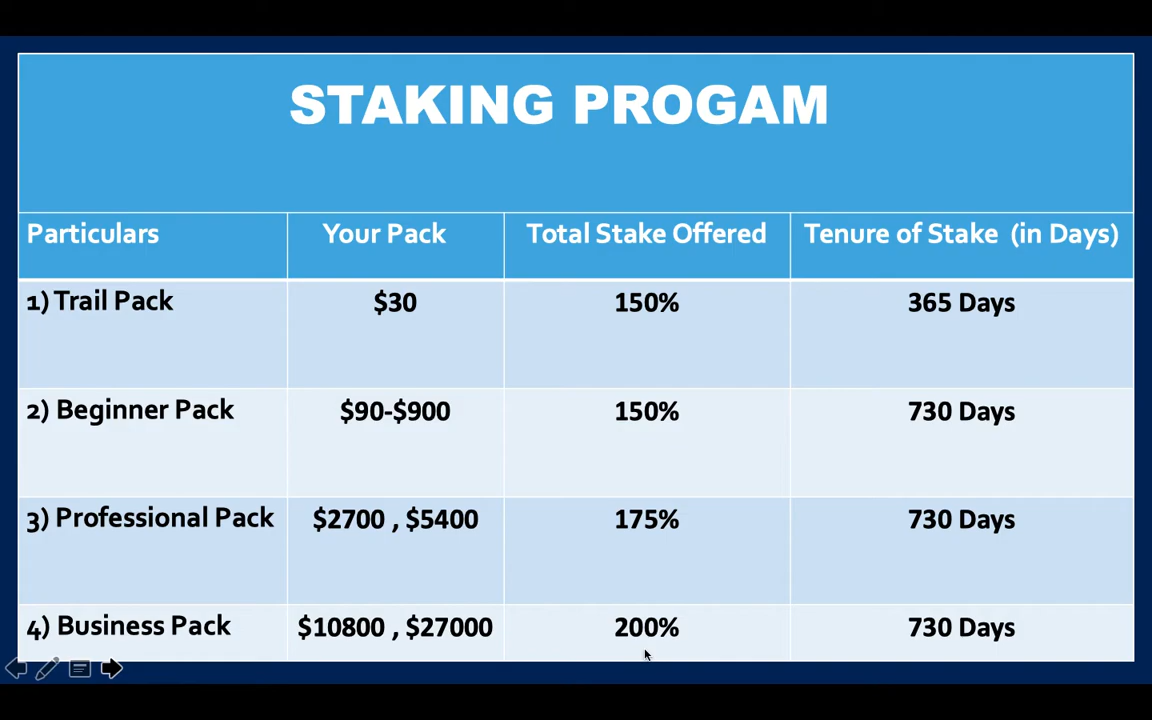 STAKING PROGAM
Particulars Your Pack Total Stake Offered Tenure of Stake (in Days)
1) Trail Pack $30 150% 365 Days
2) Beginner Pack $90-$900 150% 730 Days
3) Professional Pack $2700 , $5400 175% 730 Days
4) Business Pack $10800 , $27000 200% 730 Days